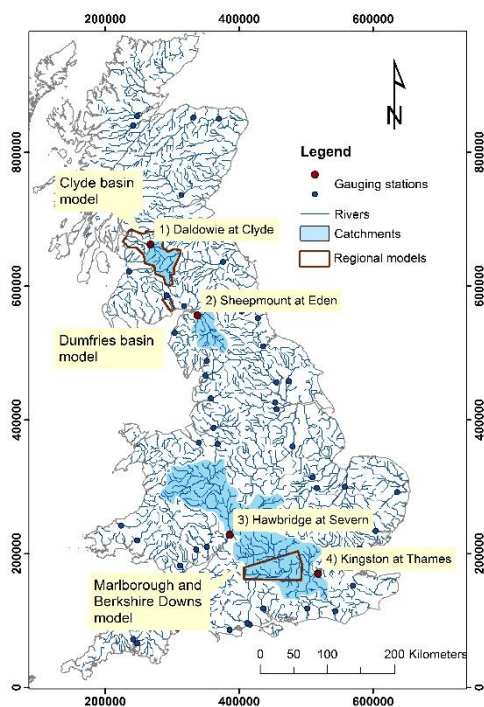 200000 400000 600000
800000
600000
400000
200000
0
N
Legend
Gauging stations
Rivers
Catchments
Regional models
Clyde basin
model
1) Daldowie at Clyde
2) Sheepmount at Eden
Dumfries basin
model
3) Hawbridge at Severn
4) Kingston at Thames
Marlborough and
Berkshire Downs
model
0 50 100 200 Kilometers
800000
600000
400000
200000
0
200000 400000 600000